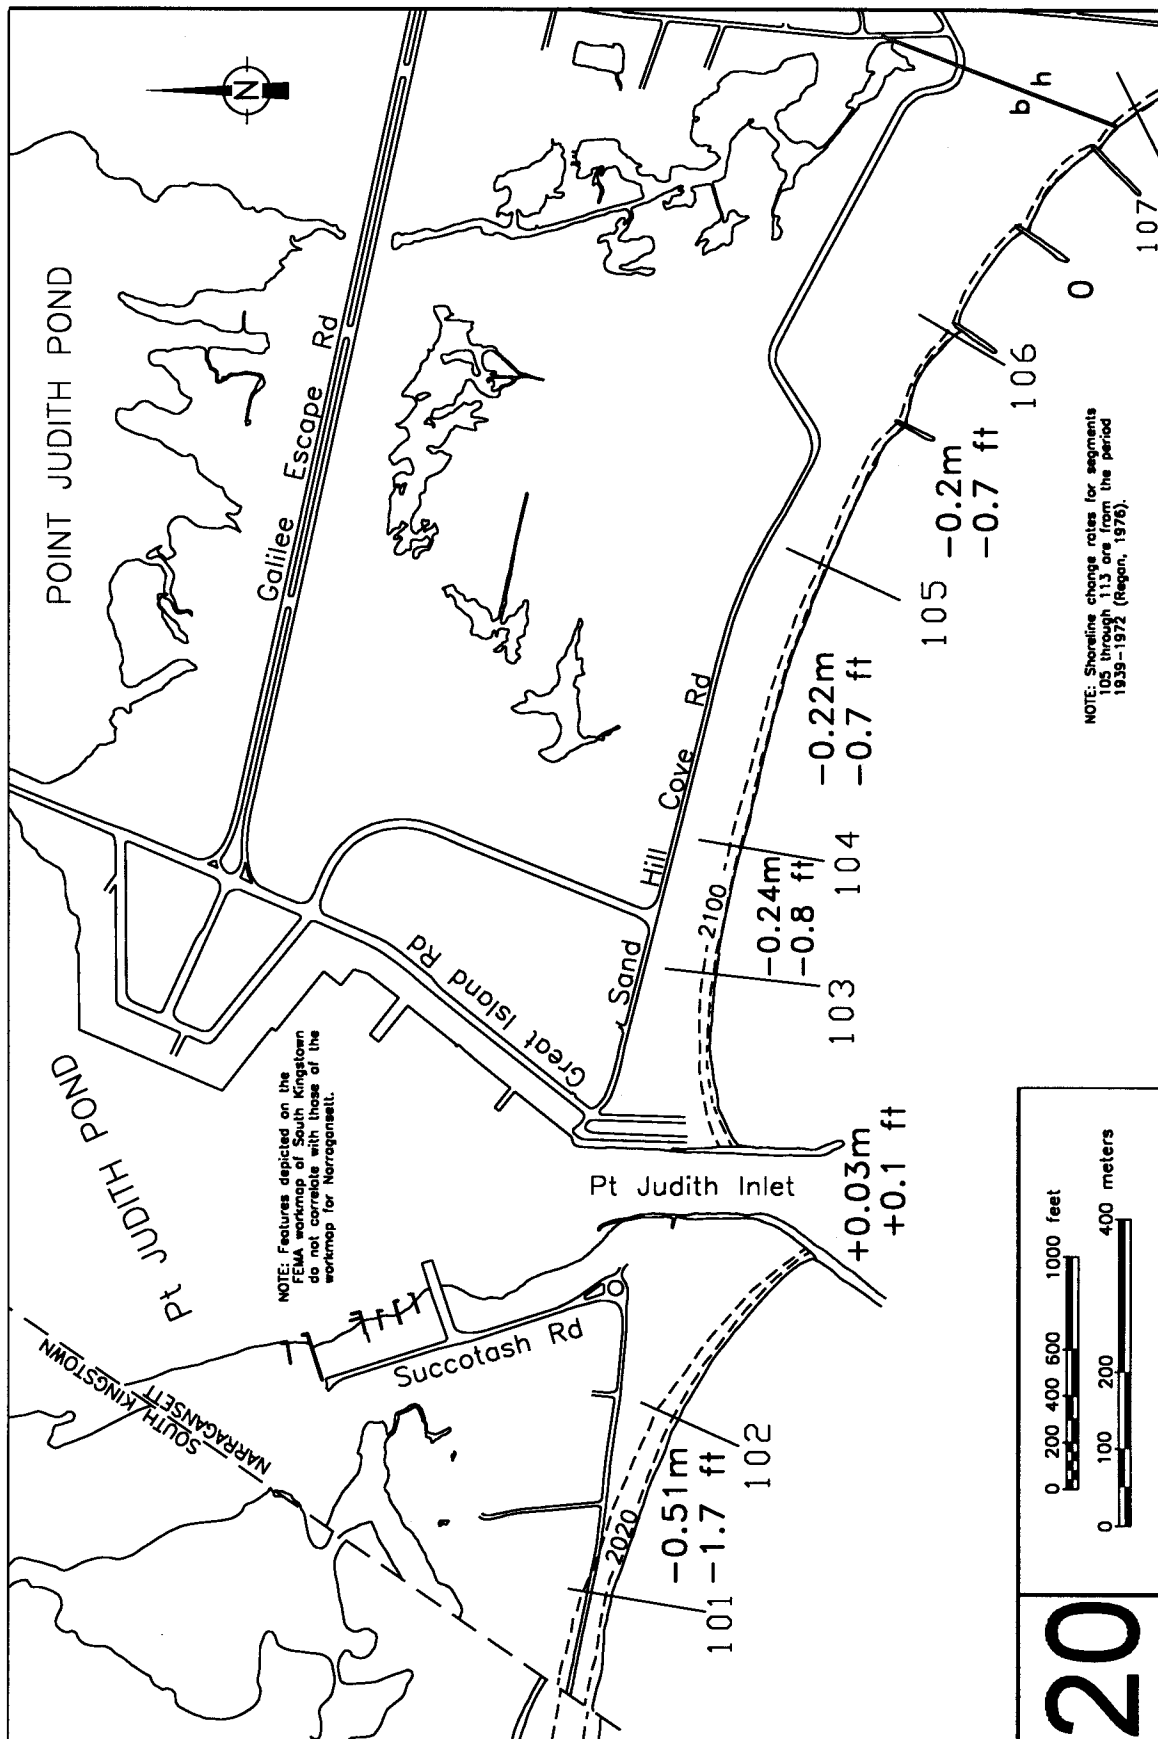 N
POINT JUDITH POND
Galilee Escape Rd
Pt JUDITH POND
NOTE: Features depicted on the
FEMA workmap of South Kingstown
do not correlate with those of the
workmap for Narragansett.
SOUTH KINGSTOWN
NARRAGANSETT
Great Island Rd
Sand Hill Cove Rd
Succotash Rd
Pt Judith Inlet
2020
2100
101
-0.51m
-1.7 ft
102
+0.03m
+0.1 ft
103
-0.24m
-0.8 ft
104
-0.22m
-0.7 ft
105
-0.2m
-0.7 ft
106
0
107
b h
NOTE: Shoreline change rates for segments
105 through 113 are from the period
1939-1972 (Regan, 1976).
20
0 200 400 600 1000 feet
0 100 200 400 meters